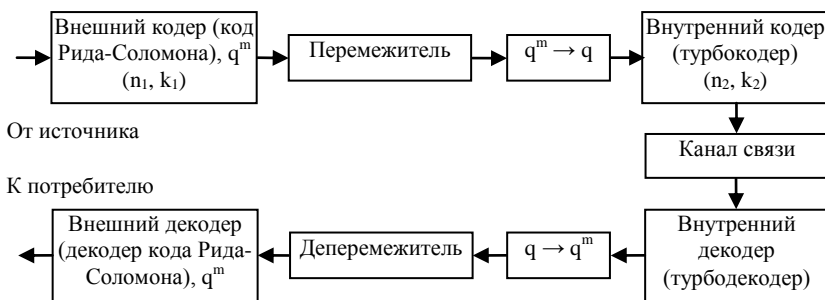 Внешний кодер (код
Рида-Соломона), q^m
(n₁, k₁)
Перемежитель
q^m → q
Внутренний кодер
(турбокодер)
(n₂, k₂)
От источника
Канал связи
К потребителю
Внешний декодер
(декодер кода Рида-
Соломона), q^m
Деперемежитель
q → q^m
Внутренний
декодер
(турбодекодер)